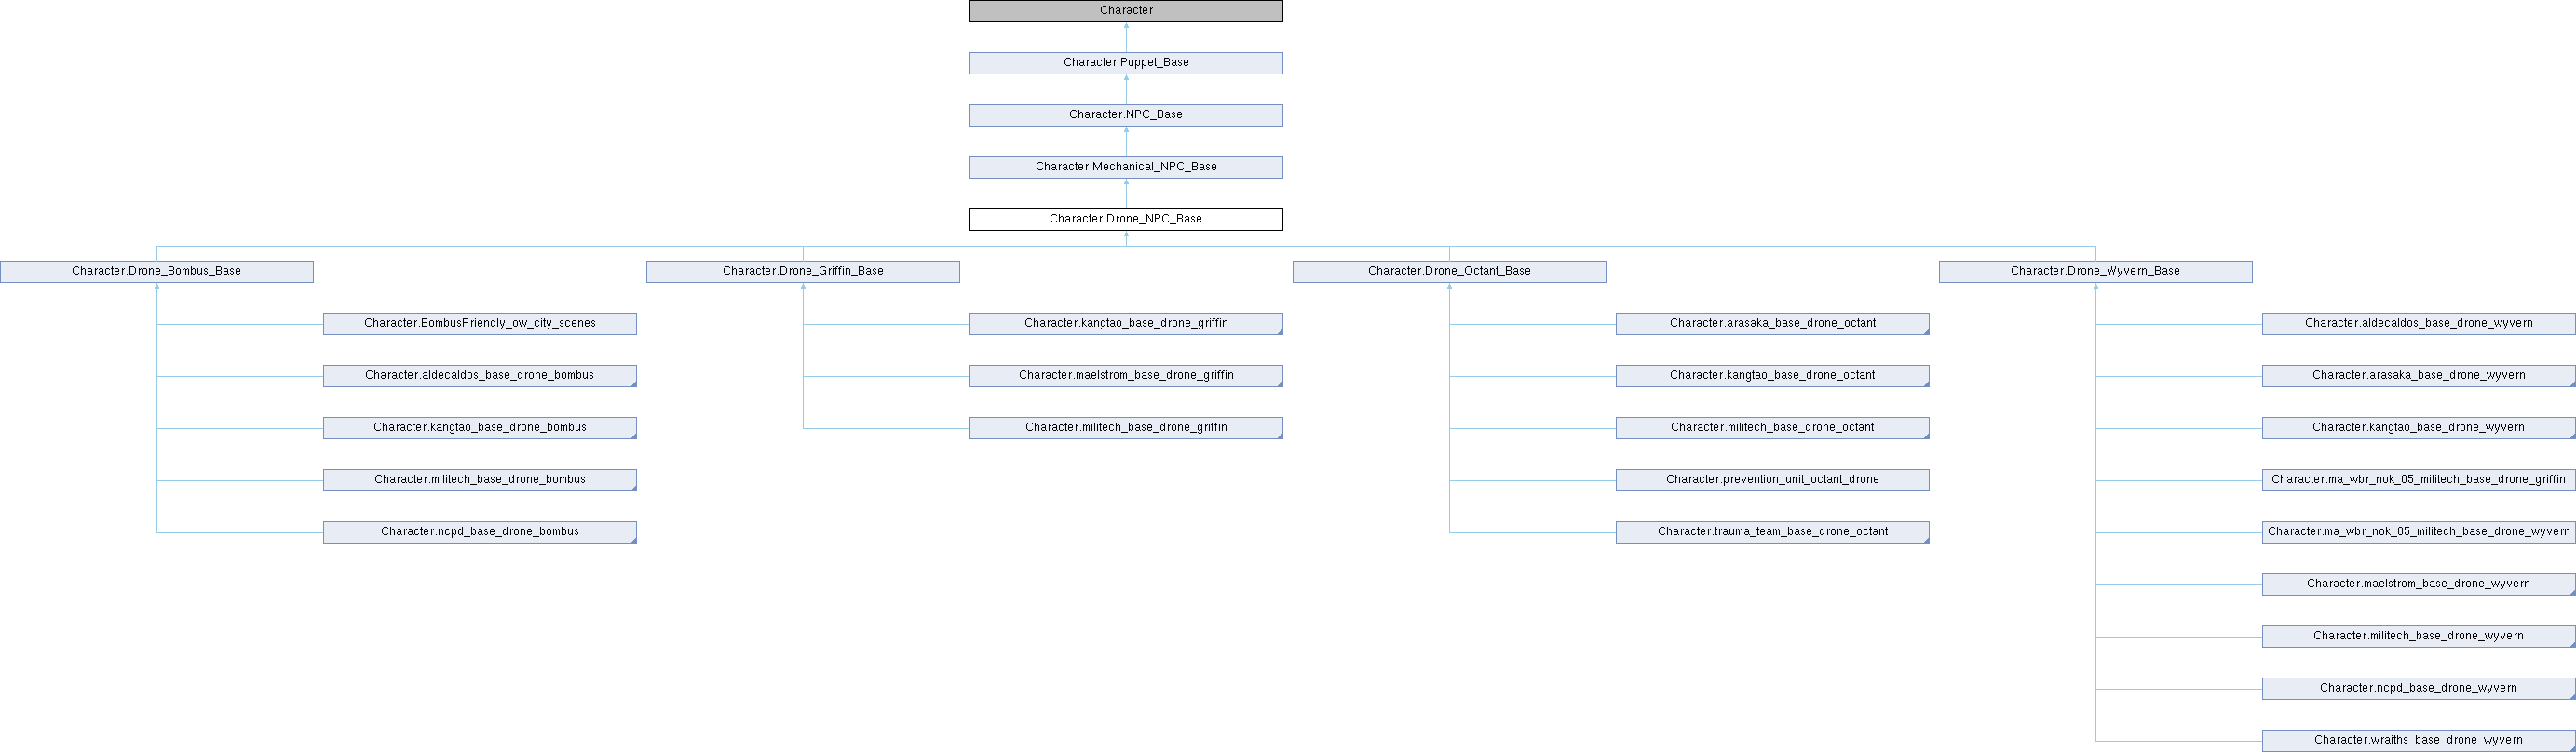 Character
Character.Puppet_Base
Character.NPC_Base
Character.Mechanical_NPC_Base
Character.Drone_NPC_Base
Character.Drone_Bombus_Base
Character.Drone_Griffin_Base
Character.Drone_Octant_Base
Character.Drone_Wyvern_Base
Character.BombusFriendly_ow_city_scenes
Character.kangtao_base_drone_griffin
Character.arasaka_base_drone_octant
Character.aldecaldos_base_drone_wyvern
Character.aldecaldos_base_drone_bombus
Character.maelstrom_base_drone_griffin
Character.kangtao_base_drone_octant
Character.arasaka_base_drone_wyvern
Character.kangtao_base_drone_bombus
Character.militech_base_drone_griffin
Character.militech_base_drone_octant
Character.kangtao_base_drone_wyvern
Character.militech_base_drone_bombus
Character.prevention_unit_octant_drone
Character.ma_wbr_nok_05_militech_base_drone_griffin
Character.ncpd_base_drone_bombus
Character.trauma_team_base_drone_octant
Character.ma_wbr_nok_05_militech_base_drone_wyvern
Character.maelstrom_base_drone_wyvern
Character.militech_base_drone_wyvern
Character.ncpd_base_drone_wyvern
Character.wraiths_base_drone_wyvern